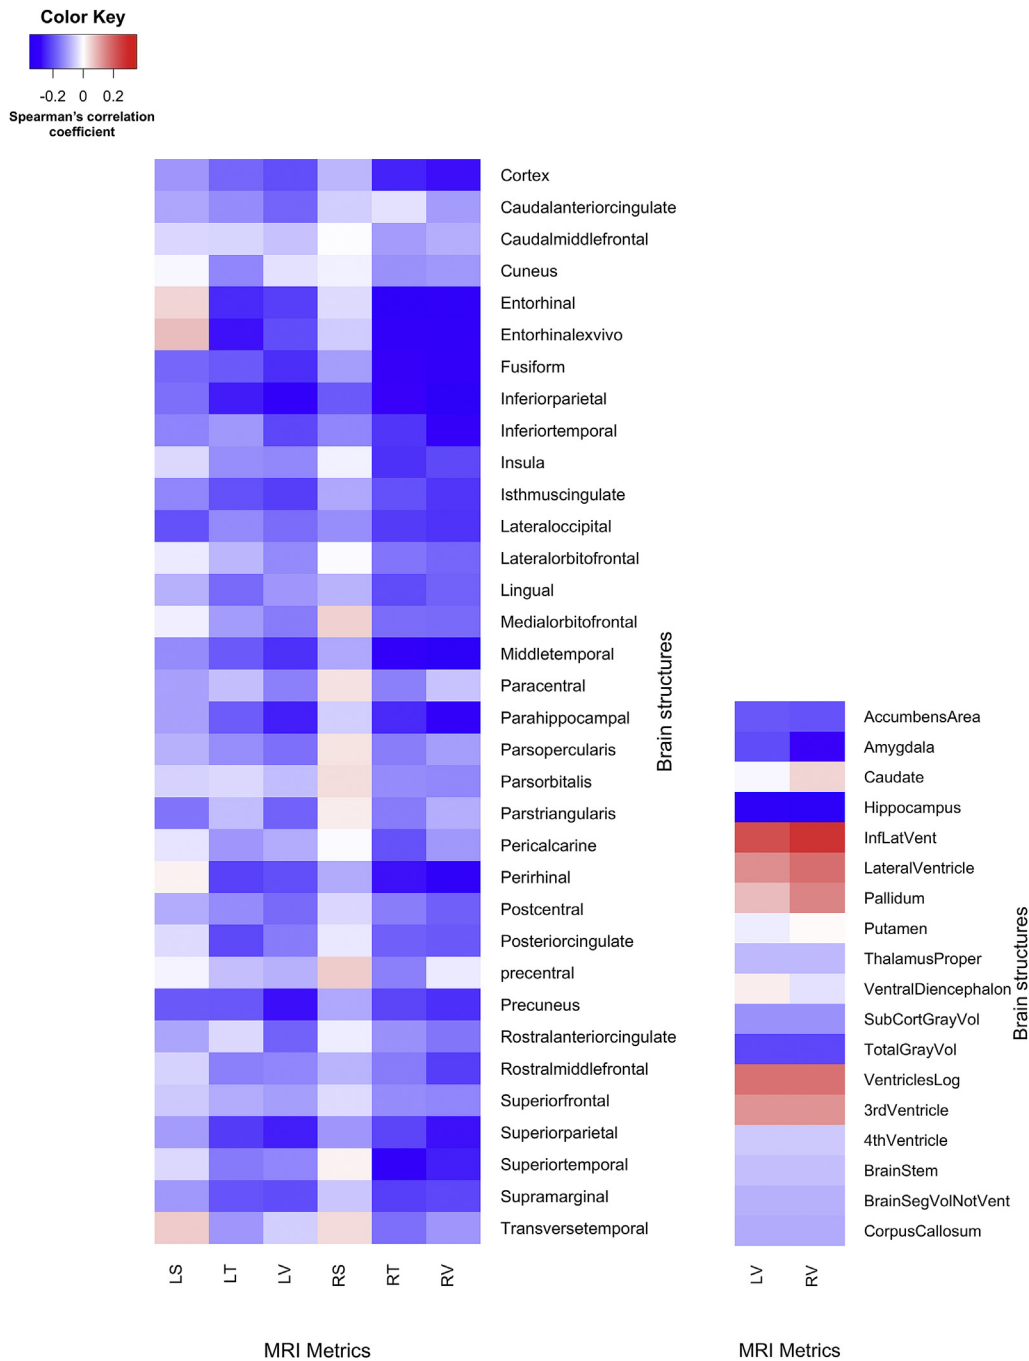 Color Key
-0.2 0 0.2
Spearman's correlation
coefficient
Cortex
Caudalanteriorcingulate
Caudalmiddlefrontal
Cuneus
Entorhinal
Entorhinalexvivo
Fusiform
Inferiorparietal
Inferiortemporal
Insula
Isthmuscingulate
Lateraloccipital
Lateralorbitofrontal
Lingual
Medialorbitofrontal
Middletemporal
Paracentral
Parahippocampal
Parsopercularis
Parsorbitalis
Parstriangularis
Pericalcarine
Perirhinal
Postcentral
Posteriorcingulate
precentral
Precuneus
Rostralanteriorcingulate
Rostralmiddlefrontal
Superiorfrontal
Superiorparietal
Superiortemporal
Supramarginal
Transversetemporal
Brain structures
LS LT LV RS RT RV
MRI Metrics
AccumbensArea
Amygdala
Caudate
Hippocampus
InfLatVent
LateralVentricle
Pallidum
Putamen
ThalamusProper
VentralDiencephalon
SubCortGrayVol
TotalGrayVol
VentriclesLog
3rdVentricle
4thVentricle
BrainStem
BrainSegVolNotVent
CorpusCallosum
Brain structures
LV RV
MRI Metrics